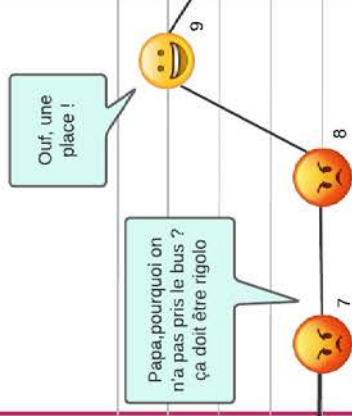 Ouf, une
place !
9
8
Papa,pourquoi on
n'a pas pris le bus ?
ça doit être rigolo
7